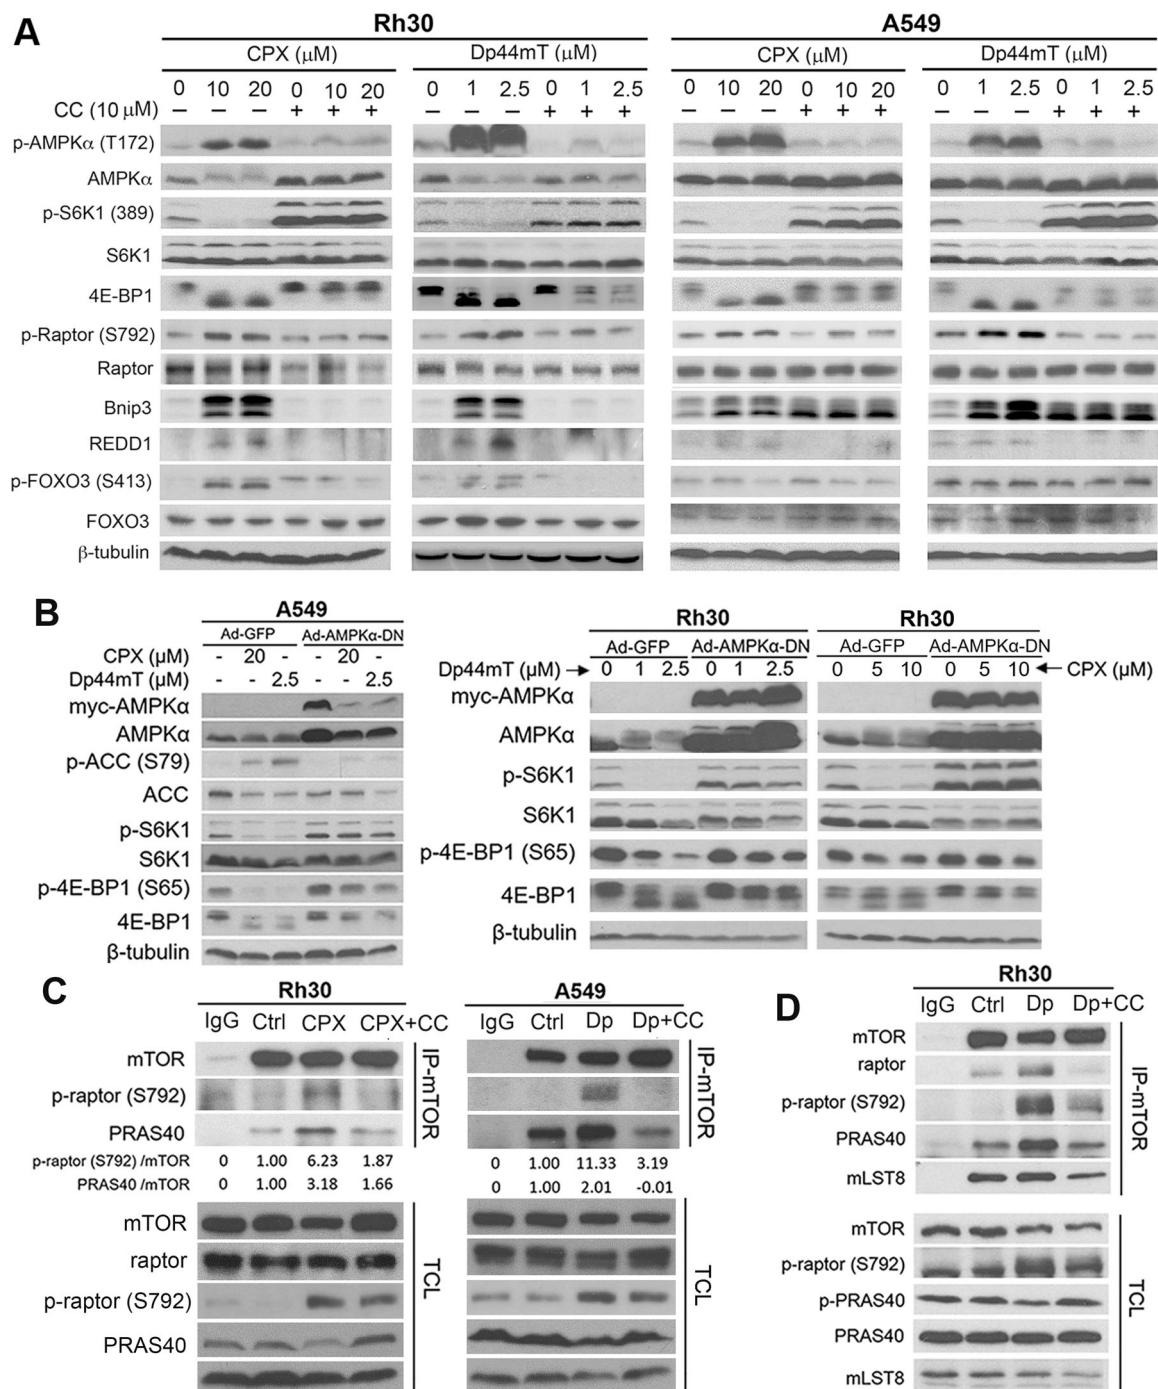 A
Rh30 A549
CPX (μM) Dp44mT (μM) CPX (μM) Dp44mT (μM)
0 10 20 0 10 20 0 1 2.5 0 1 2.5 0 10 20 0 10 20 0 1 2.5 0 1 2.5
CC (10 μM) − − − + + + − − − + + + − − − + + + − − − + + +
p-AMPKα (T172)
AMPKα
p-S6K1 (389)
S6K1
4E-BP1
p-Raptor (S792)
Raptor
Bnip3
REDD1
p-FOXO3 (S413)
FOXO3
β-tubulin
B
A549
Ad-GFP Ad-AMPKα-DN
CPX (μM) - 20 - - 20 -
Dp44mT (μM) - - 2.5 - - 2.5
myc-AMPKα
AMPKα
p-ACC (S79)
ACC
p-S6K1
S6K1
p-4E-BP1 (S65)
4E-BP1
β-tubulin
Rh30 Rh30
Ad-GFP Ad-AMPKα-DN Ad-GFP Ad-AMPKα-DN
Dp44mT (μM) → 0 1 2.5 0 1 2.5 0 5 10 0 5 10 ← CPX (μM)
myc-AMPKα
AMPKα
p-S6K1
S6K1
p-4E-BP1 (S65)
4E-BP1
β-tubulin
C
Rh30 A549
IgG Ctrl CPX CPX+CC IgG Ctrl Dp Dp+CC
mTOR
p-raptor (S792)
PRAS40
IP-mTOR IP-mTOR
p-raptor (S792) /mTOR 0 1.00 6.23 1.87 0 1.00 11.33 3.19
PRAS40 /mTOR 0 1.00 3.18 1.66 0 1.00 2.01 -0.01
mTOR
raptor
p-raptor (S792)
PRAS40
TCL TCL
D
Rh30
IgG Ctrl Dp Dp+CC
mTOR
raptor
p-raptor (S792)
PRAS40
mLST8
IP-mTOR
mTOR
p-raptor (S792)
p-PRAS40
PRAS40
mLST8
TCL